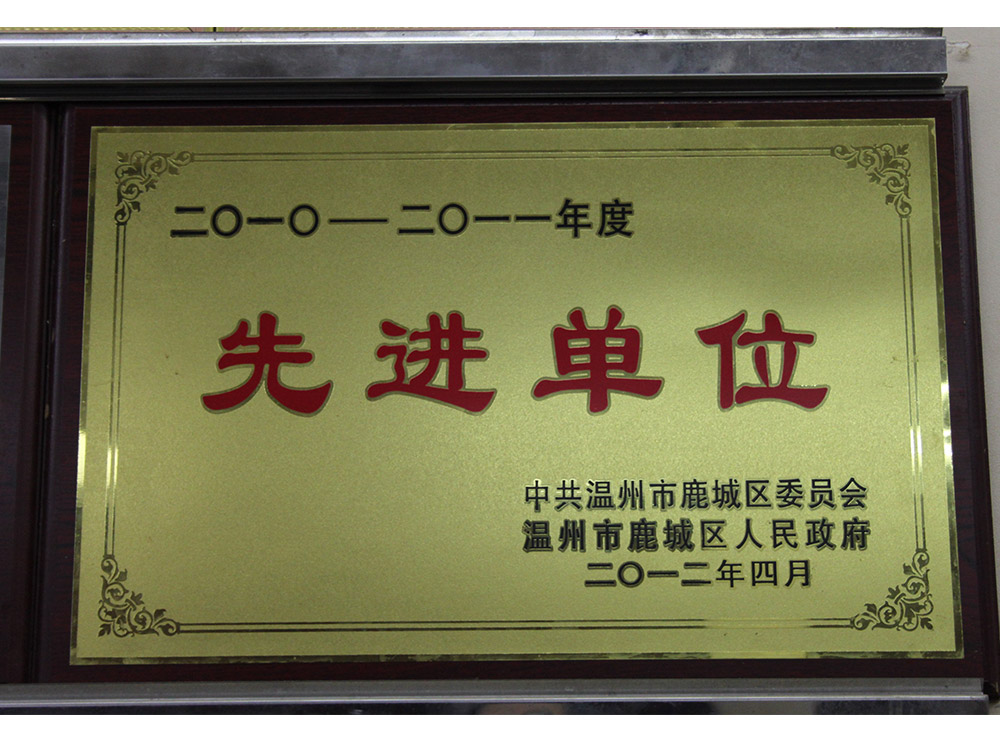 二〇一〇—二〇一一年度
先进单位
中共温州市鹿城区委员会
温州市鹿城区人民政府
二〇一二年四月